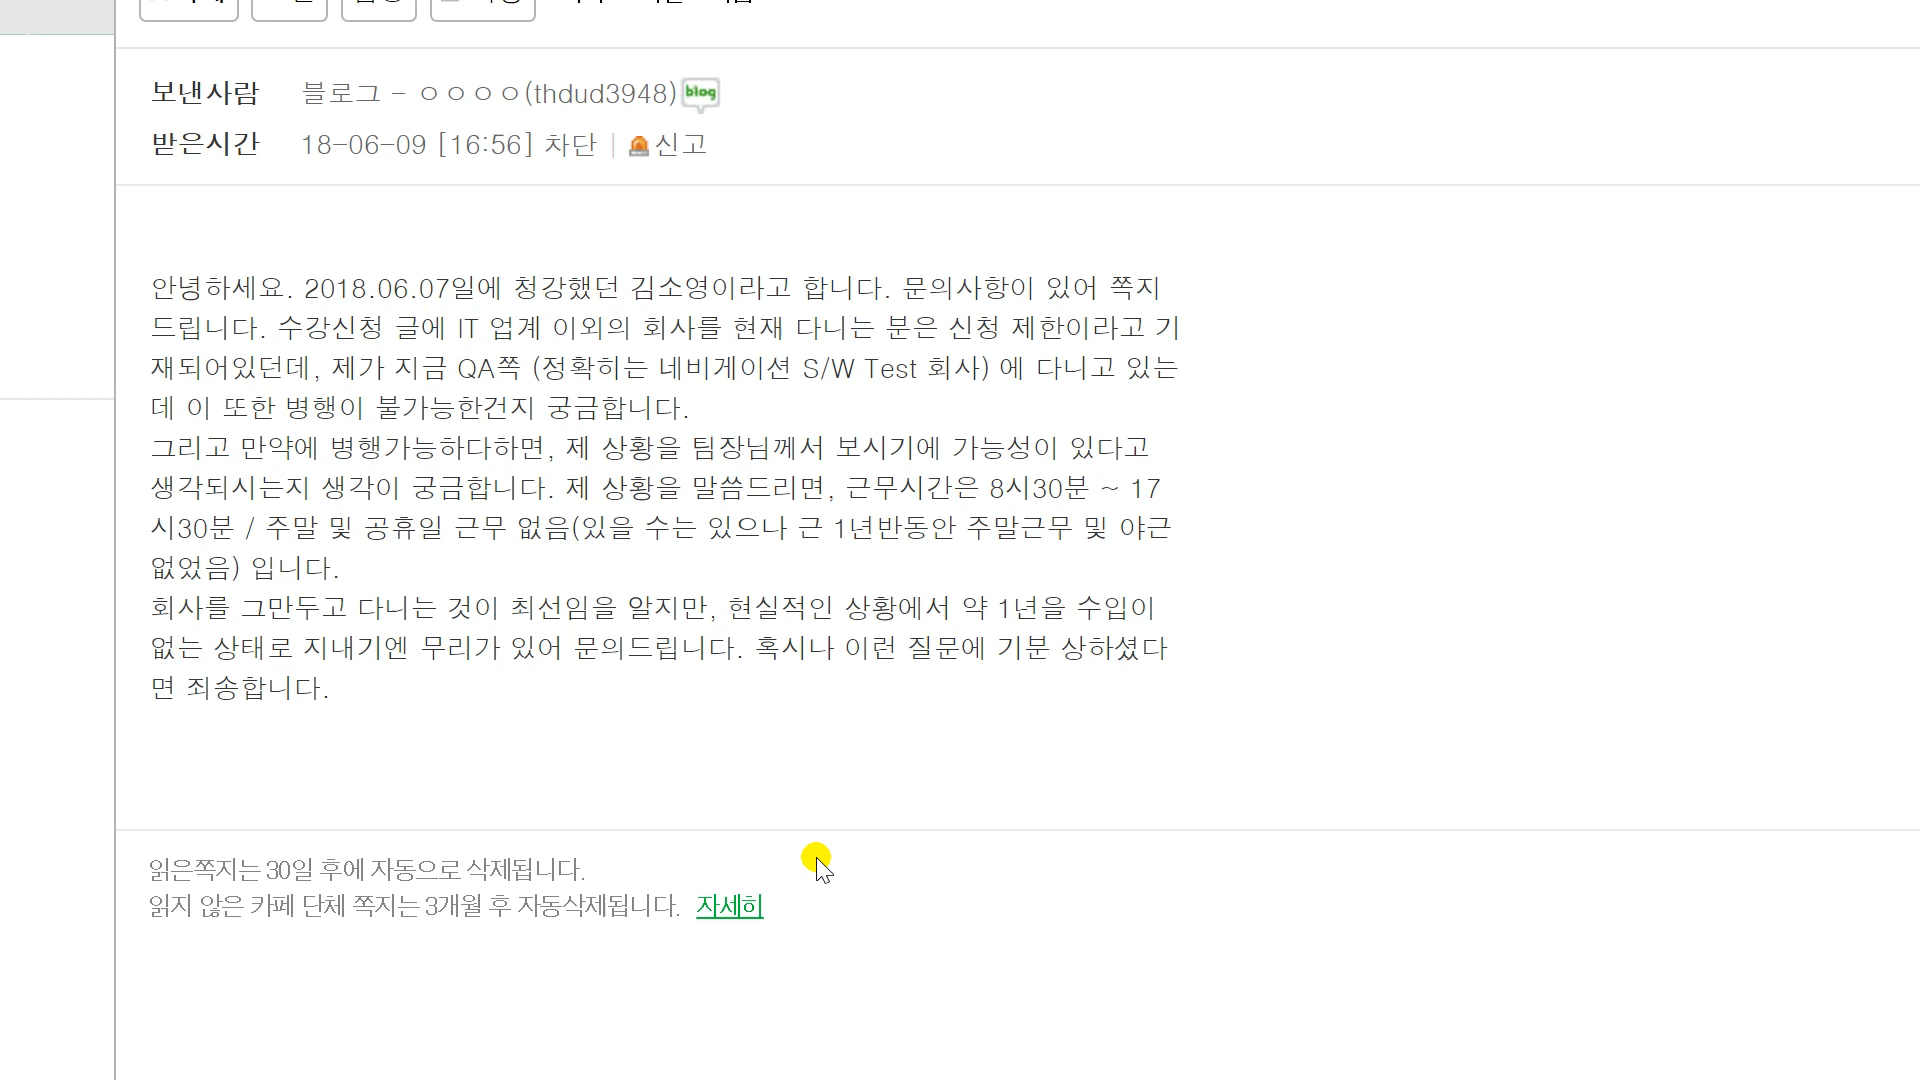 보낸사람 블로그 - ㅇㅇㅇㅇ(thdud3948) blog
받은시간 18-06-09 [16:56] 차단 | 신고
안녕하세요. 2018.06.07일에 청강했던 김소영이라고 합니다. 문의사항이 있어 쪽지
드립니다. 수강신청 글에 IT 업계 이외의 회사를 현재 다니는 분은 신청 제한이라고 기
재되어있던데, 제가 지금 QA쪽 (정확히는 네비게이션 S/W Test 회사) 에 다니고 있는
데 이 또한 병행이 불가능한건지 궁금합니다.
그리고 만약에 병행가능하다하면, 제 상황을 팀장님께서 보시기에 가능성이 있다고
생각되시는지 생각이 궁금합니다. 제 상황을 말씀드리면, 근무시간은 8시30분 ~ 17
시30분 / 주말 및 공휴일 근무 없음(있을 수는 있으나 근 1년반동안 주말근무 및 야근
없었음) 입니다.
회사를 그만두고 다니는 것이 최선임을 알지만, 현실적인 상황에서 약 1년을 수입이
없는 상태로 지내기엔 무리가 있어 문의드립니다. 혹시나 이런 질문에 기분 상하셨다
면 죄송합니다.
읽은쪽지는 30일 후에 자동으로 삭제됩니다.
읽지 않은 카페 단체 쪽지는 3개월 후 자동삭제됩니다. 자세히